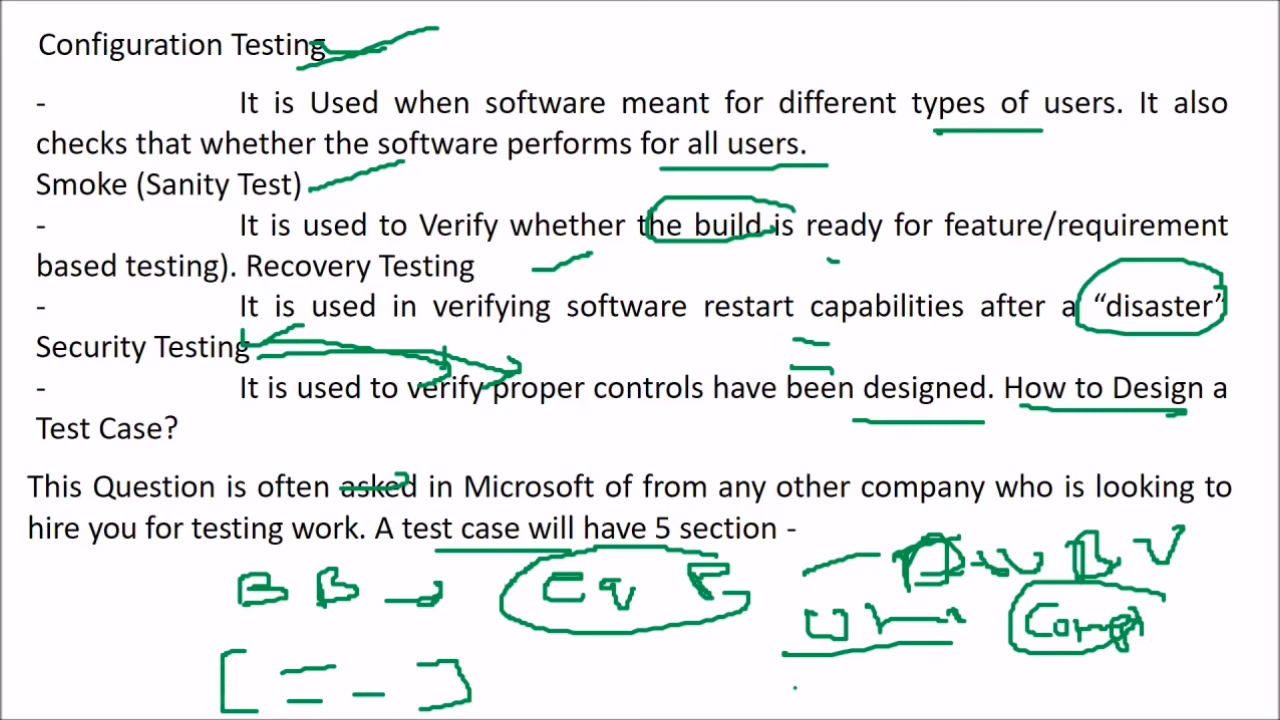 Configuration Testing
- It is Used when software meant for different types of users. It also
checks that whether the software performs for all users.
Smoke (Sanity Test)
- It is used to Verify whether the build is ready for feature/requirement
based testing). Recovery Testing
- It is used in verifying software restart capabilities after a “disaster”
Security Testing
- It is used to verify proper controls have been designed. How to Design a
Test Case?
This Question is often asked in Microsoft of from any other company who is looking to
hire you for testing work. A test case will have 5 section -
B B